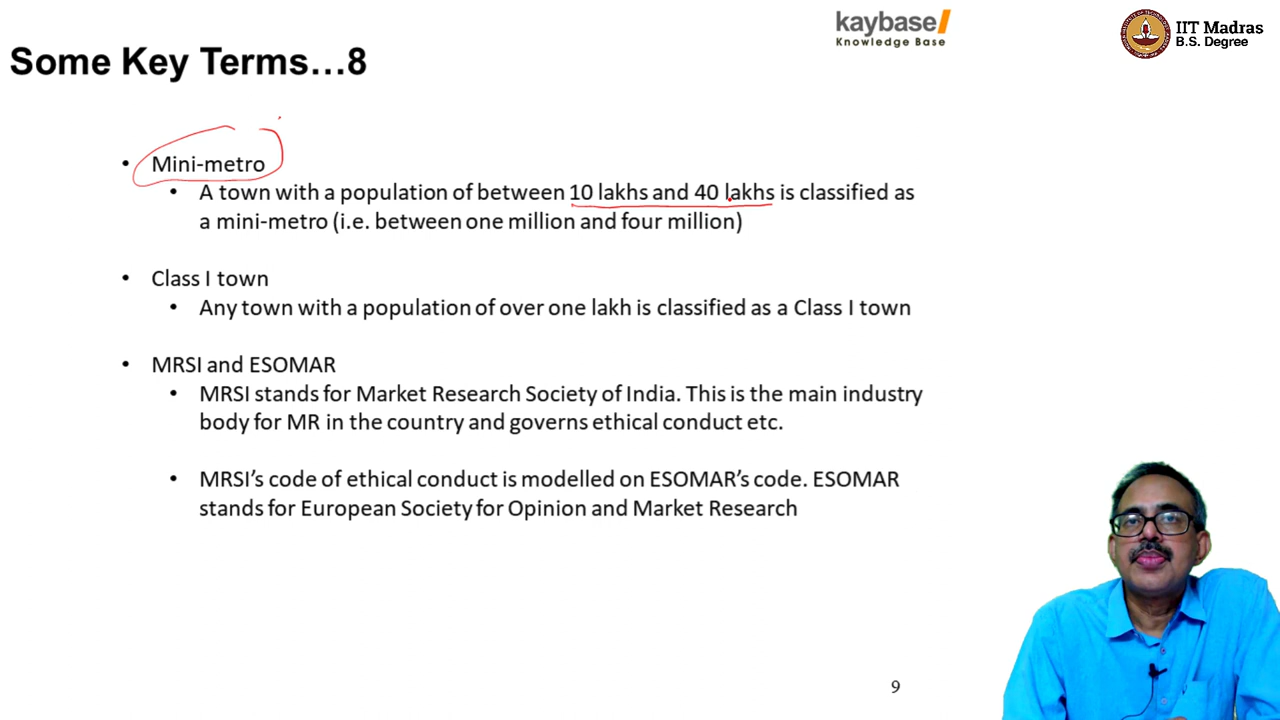 kaybase
Knowledge Base
IIT Madras
B.S. Degree
Some Key Terms…8
• Mini-metro
• A town with a population of between 10 lakhs and 40 lakhs is classified as
a mini-metro (i.e. between one million and four million)
• Class I town
• Any town with a population of over one lakh is classified as a Class I town
• MRSI and ESOMAR
• MRSI stands for Market Research Society of India. This is the main industry
body for MR in the country and governs ethical conduct etc.
• MRSI’s code of ethical conduct is modelled on ESOMAR’s code. ESOMAR
stands for European Society for Opinion and Market Research
9